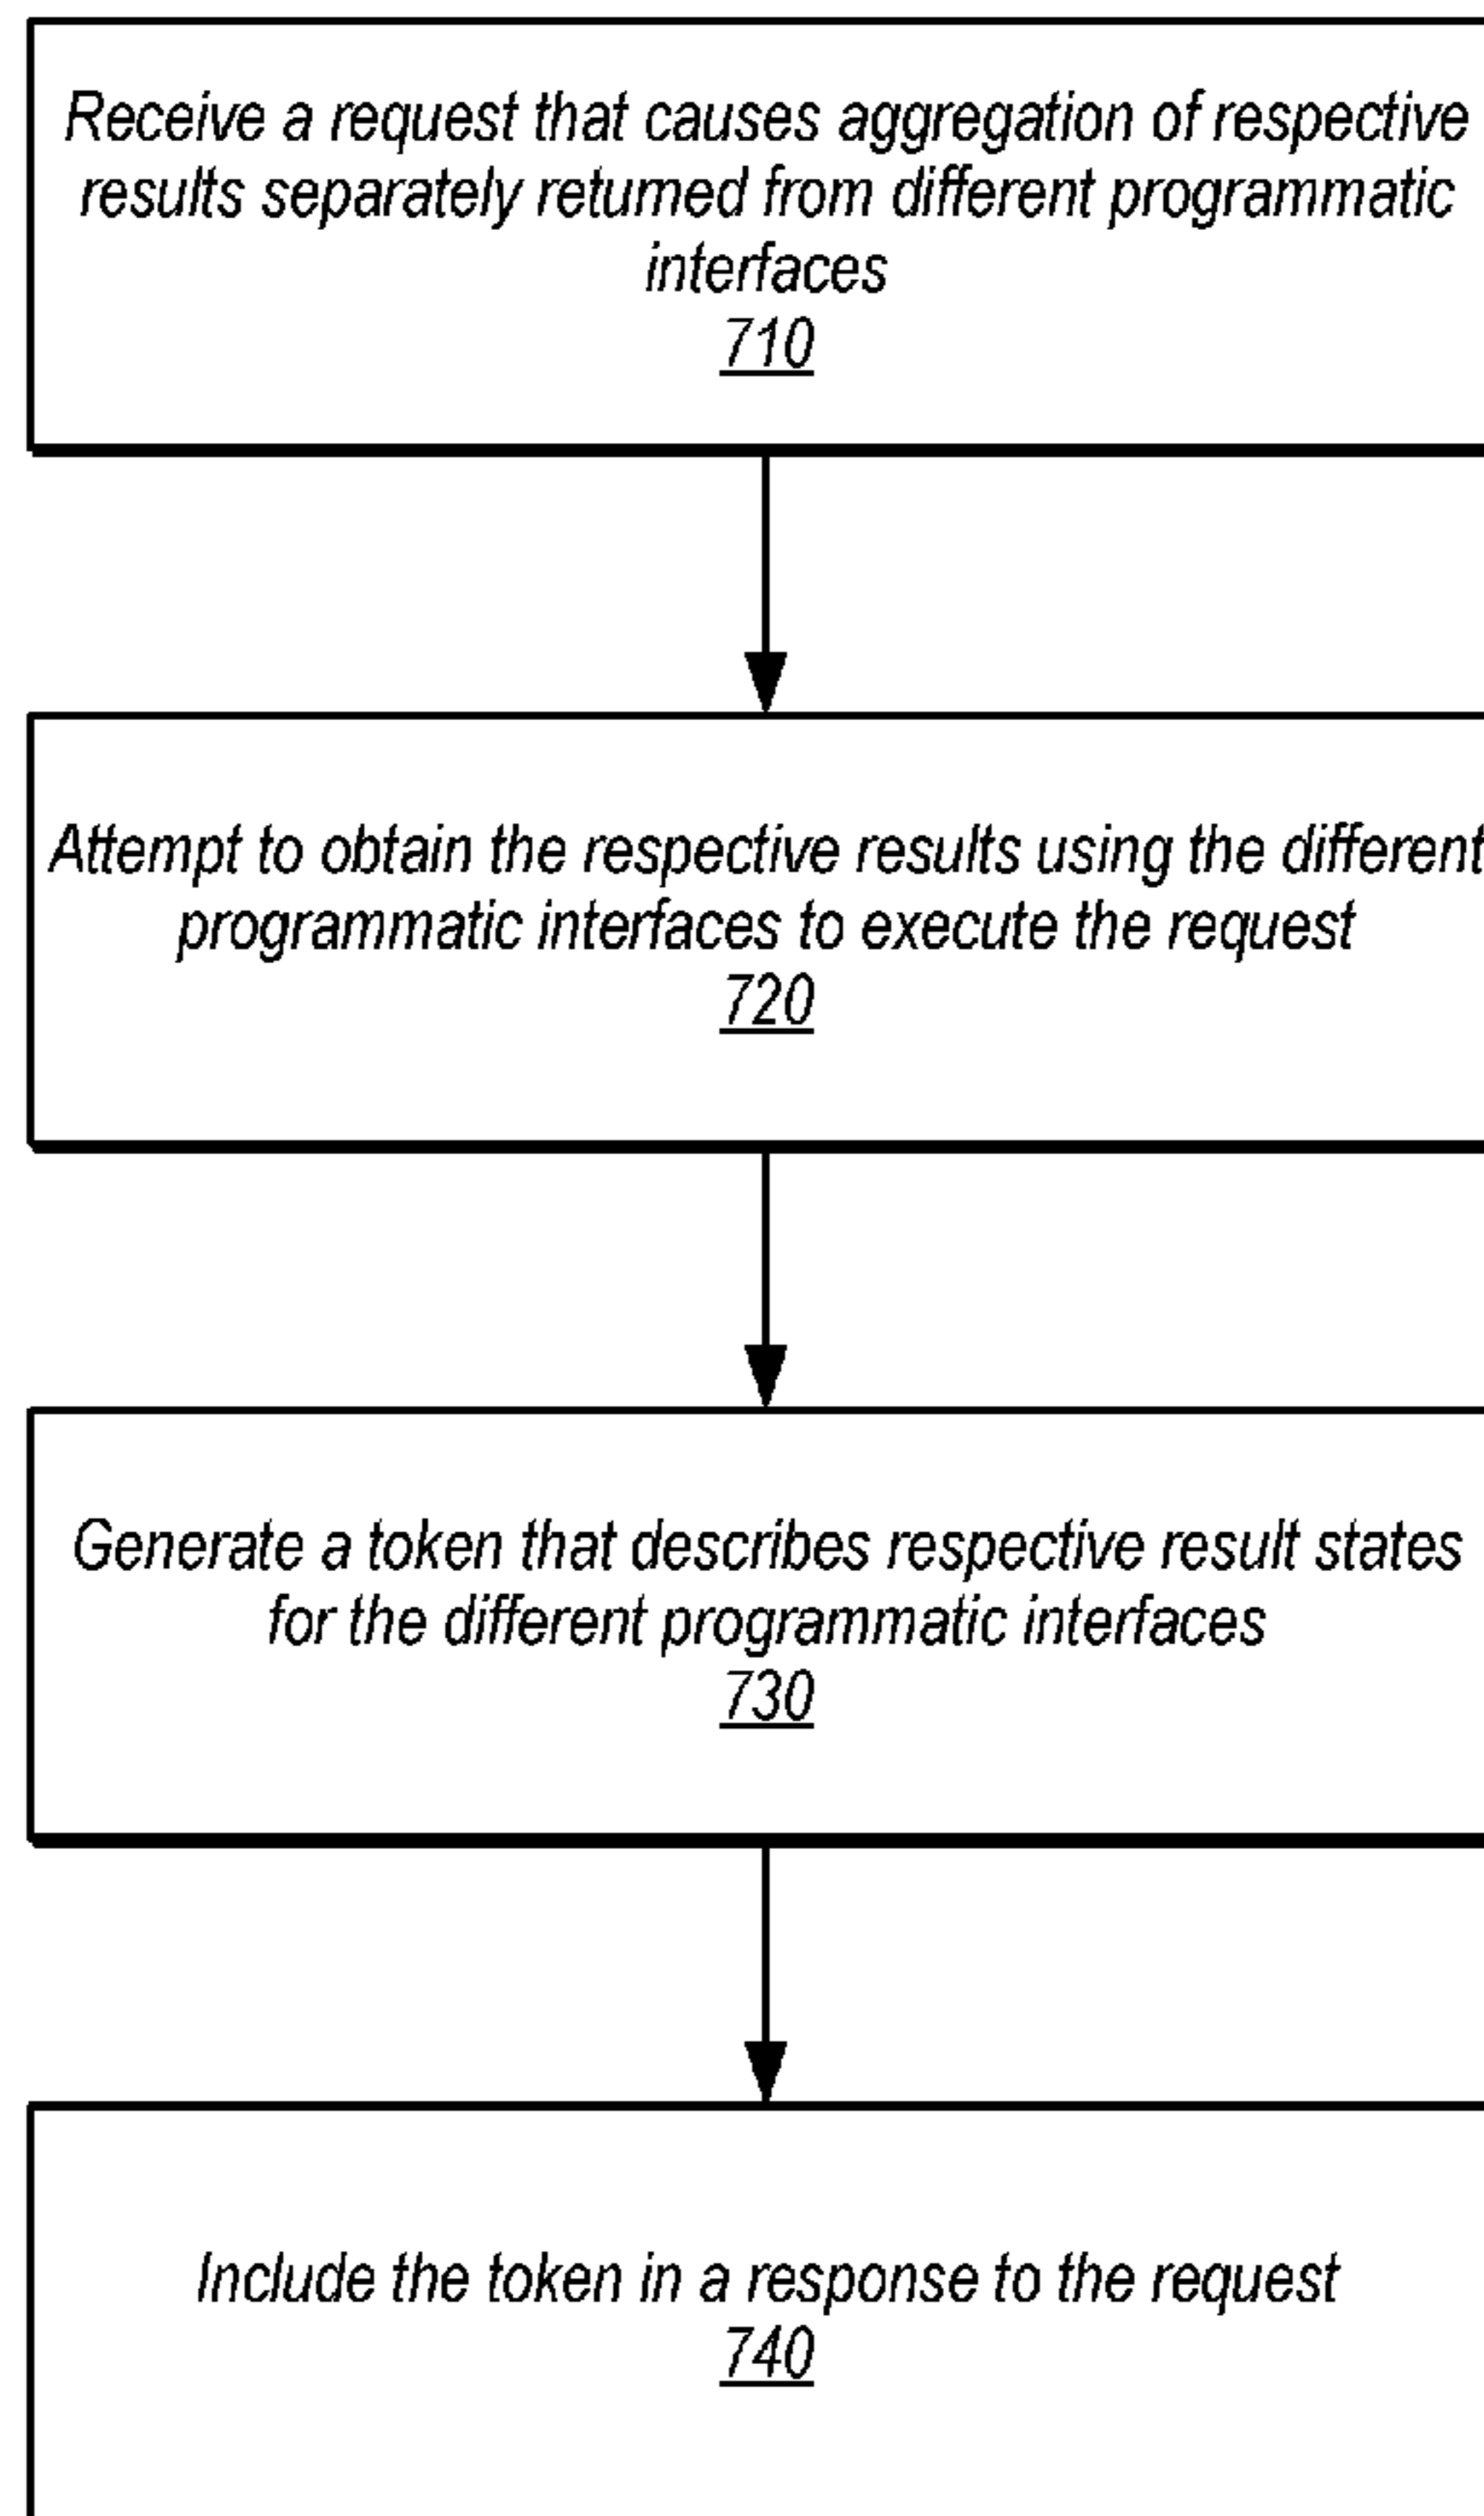 Receive a request that causes aggregation of respective
results separately returned from different programmatic
interfaces
710
Attempt to obtain the respective results using the different
programmatic interfaces to execute the request
720
Generate a token that describes respective result states
for the different programmatic interfaces
730
Include the token in a response to the request
740